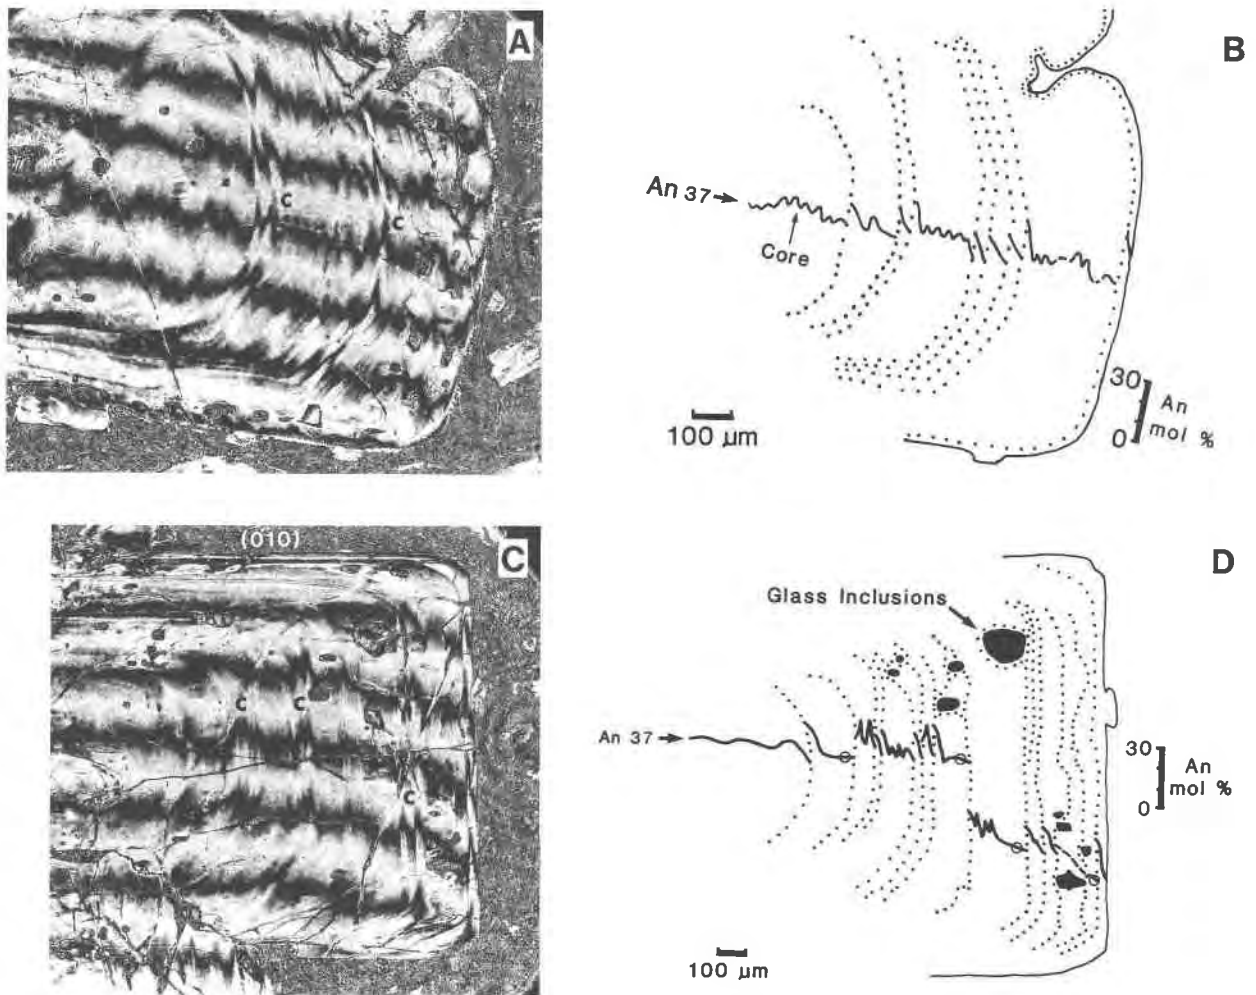 A
c
c
B
An 37
Core
100 µm
30
0
An
mol %
(010)
C
c
c
c
D
Glass Inclusions
An 37
30
0
An
mol %
100 µm